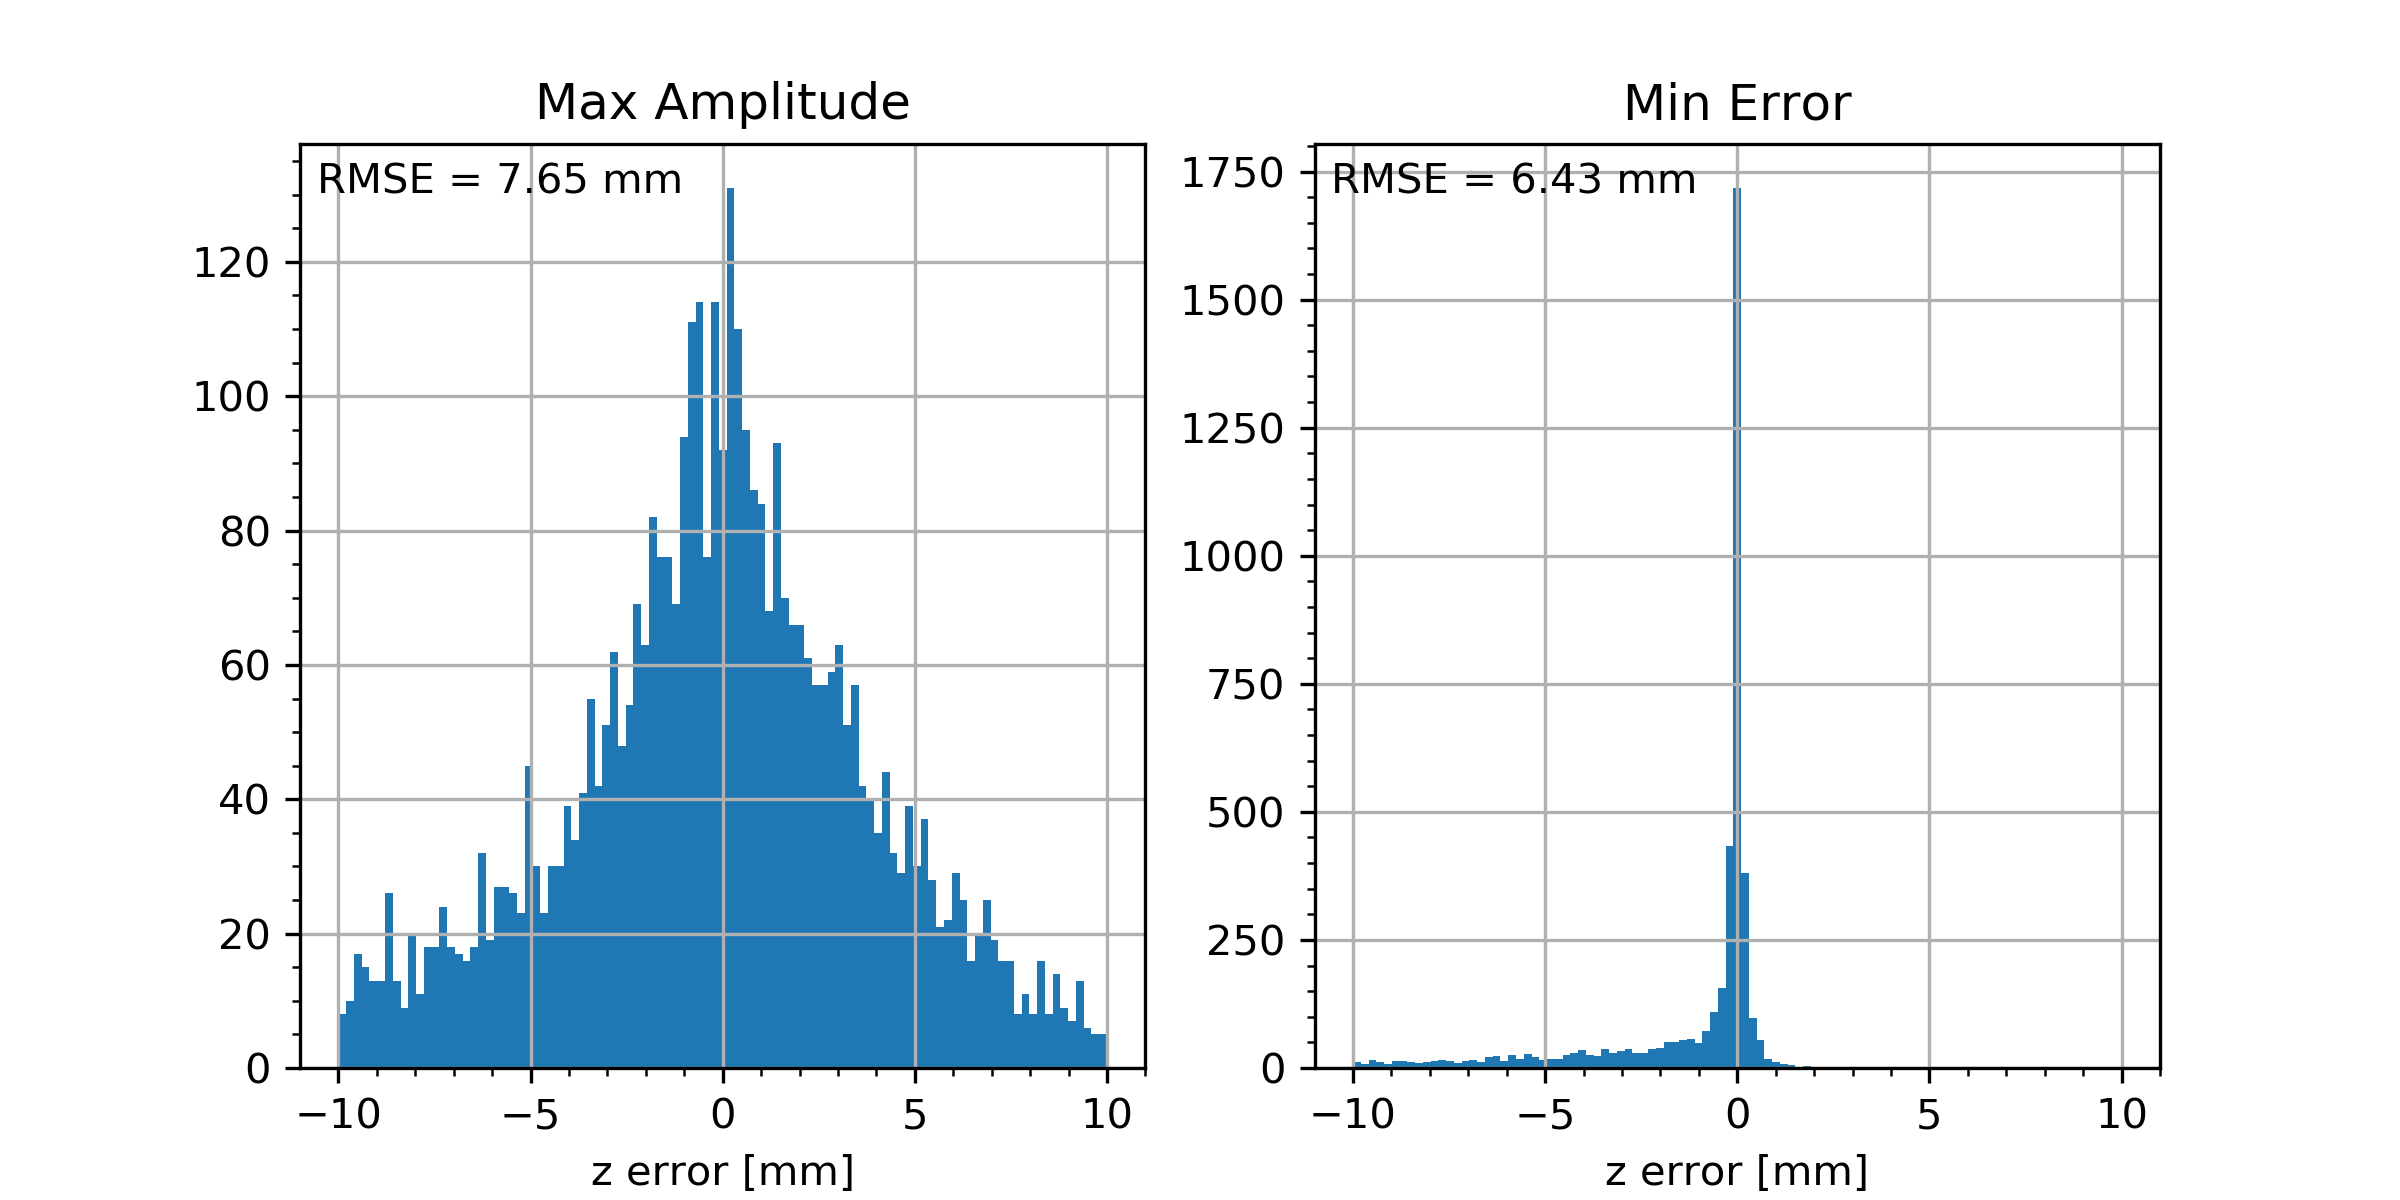 Max Amplitude
RMSE = 7.65 mm
120
100
80
60
40
20
0
−10 −5 0 5 10
z error [mm]
Min Error
RMSE = 6.43 mm
1750
1500
1250
1000
750
500
250
0
−10 −5 0 5 10
z error [mm]